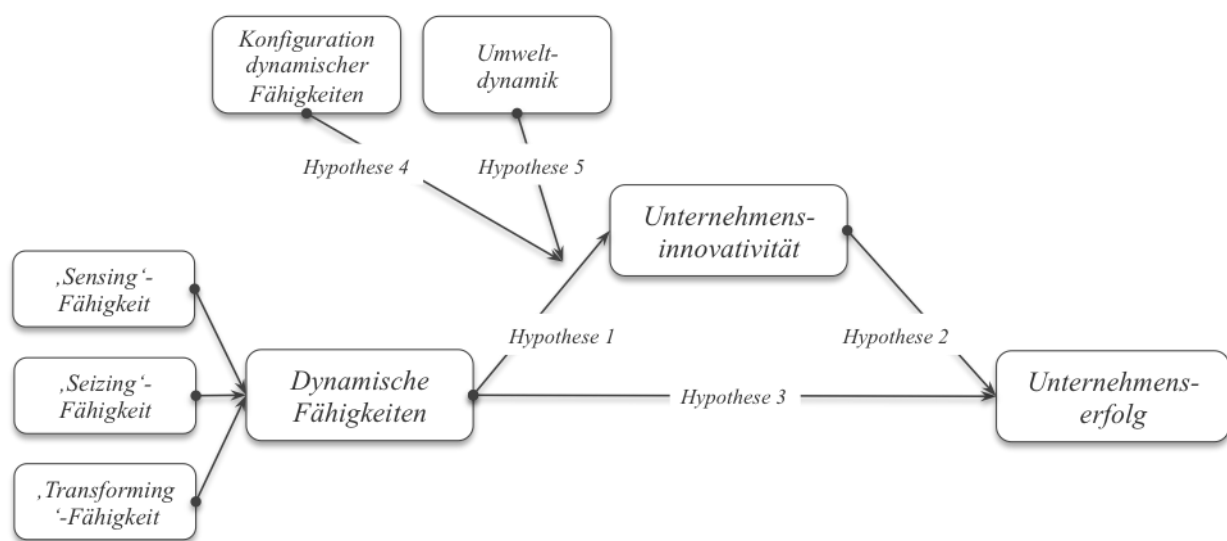 Konfiguration
dynamischer
Fähigkeiten
Umwelt-
dynamik
Hypothese 4
Hypothese 5
Unternehmens-
innovativität
‚Sensing‘-
Fähigkeit
Hypothese 1
Hypothese 2
‚Seizing‘-
Fähigkeit
Dynamische
Fähigkeiten
Hypothese 3
Unternehmens-
erfolg
‚Transforming
‘-Fähigkeit